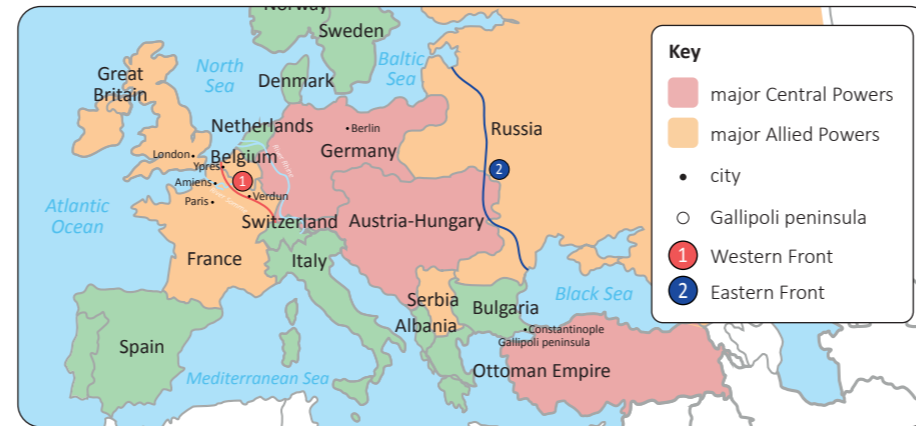 Norway
Sweden
Baltic
Sea
North
Sea
Great
Britain
Denmark
Netherlands
Berlin
Russia
Germany
London
Belgium
Ypres
1
2
Amiens
Verdun
Paris
Atlantic
Ocean
Switzerland
Austria-Hungary
France
Italy
Serbia
Albania
Bulgaria
Black Sea
Constantinople
Gallipoli peninsula
Spain
Mediterranean Sea
Ottoman Empire
Key
major Central Powers
major Allied Powers
city
Gallipoli peninsula
1 Western Front
2 Eastern Front